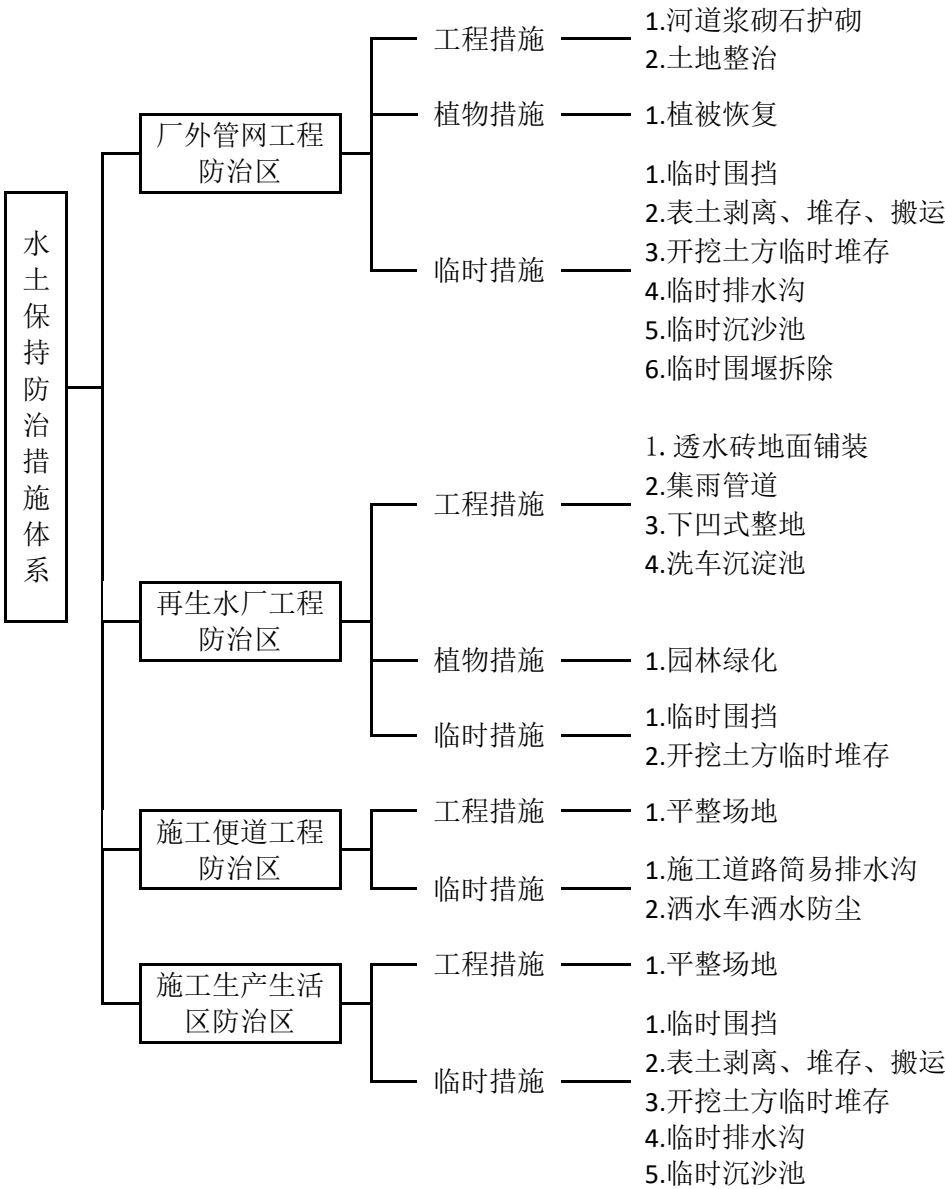 水土保持防治措施体系
厂外管网工程
防治区
工程措施
1.河道浆砌石护砌
2.土地整治
植物措施
1.植被恢复
临时措施
1.临时围挡
2.表土剥离、堆存、搬运
3.开挖土方临时堆存
4.临时排水沟
5.临时沉沙池
6.临时围堰拆除
再生水厂工程
防治区
工程措施
1. 透水砖地面铺装
2.集雨管道
3.下凹式整地
4.洗车沉淀池
植物措施
1.园林绿化
临时措施
1.临时围挡
2.开挖土方临时堆存
施工便道工程
防治区
工程措施
1.平整场地
临时措施
1.施工道路简易排水沟
2.洒水车洒水防尘
施工生产生活
区防治区
工程措施
1.平整场地
临时措施
1.临时围挡
2.表土剥离、堆存、搬运
3.开挖土方临时堆存
4.临时排水沟
5.临时沉沙池